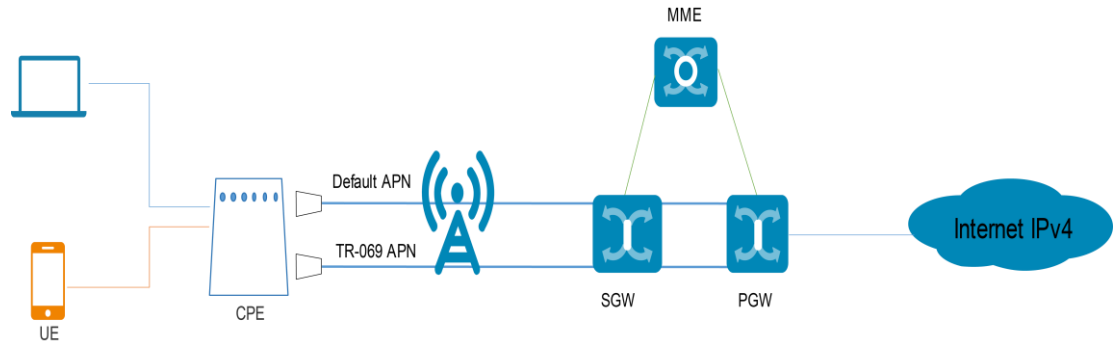 MME
Default APN
Internet IPv4
TR-069 APN
SGW
PGW
CPE
UE